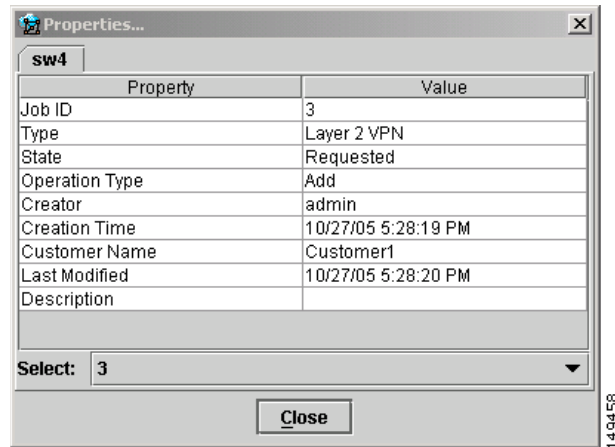 Properties...
sw4
Property Value
Job ID 3
Type Layer 2 VPN
State Requested
Operation Type Add
Creator admin
Creation Time 10/27/05 5:28:19 PM
Customer Name Customer1
Last Modified 10/27/05 5:28:20 PM
Description
Select: 3
Close
149458